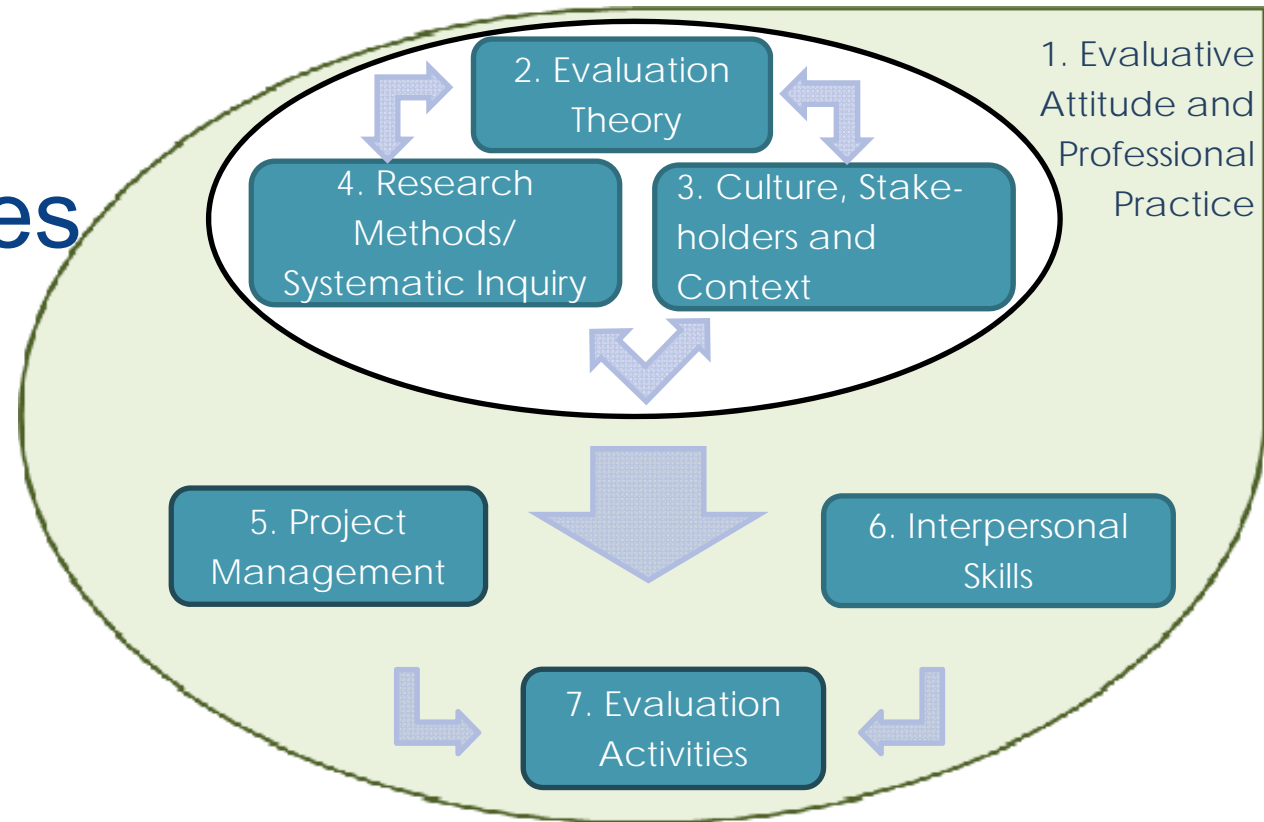 es
1. Evaluative
Attitude and
Professional
Practice
2. Evaluation
Theory
4. Research
Methods/
Systematic Inquiry
3. Culture, Stake-
holders and
Context
5. Project
Management
6. Interpersonal
Skills
7. Evaluation
Activities